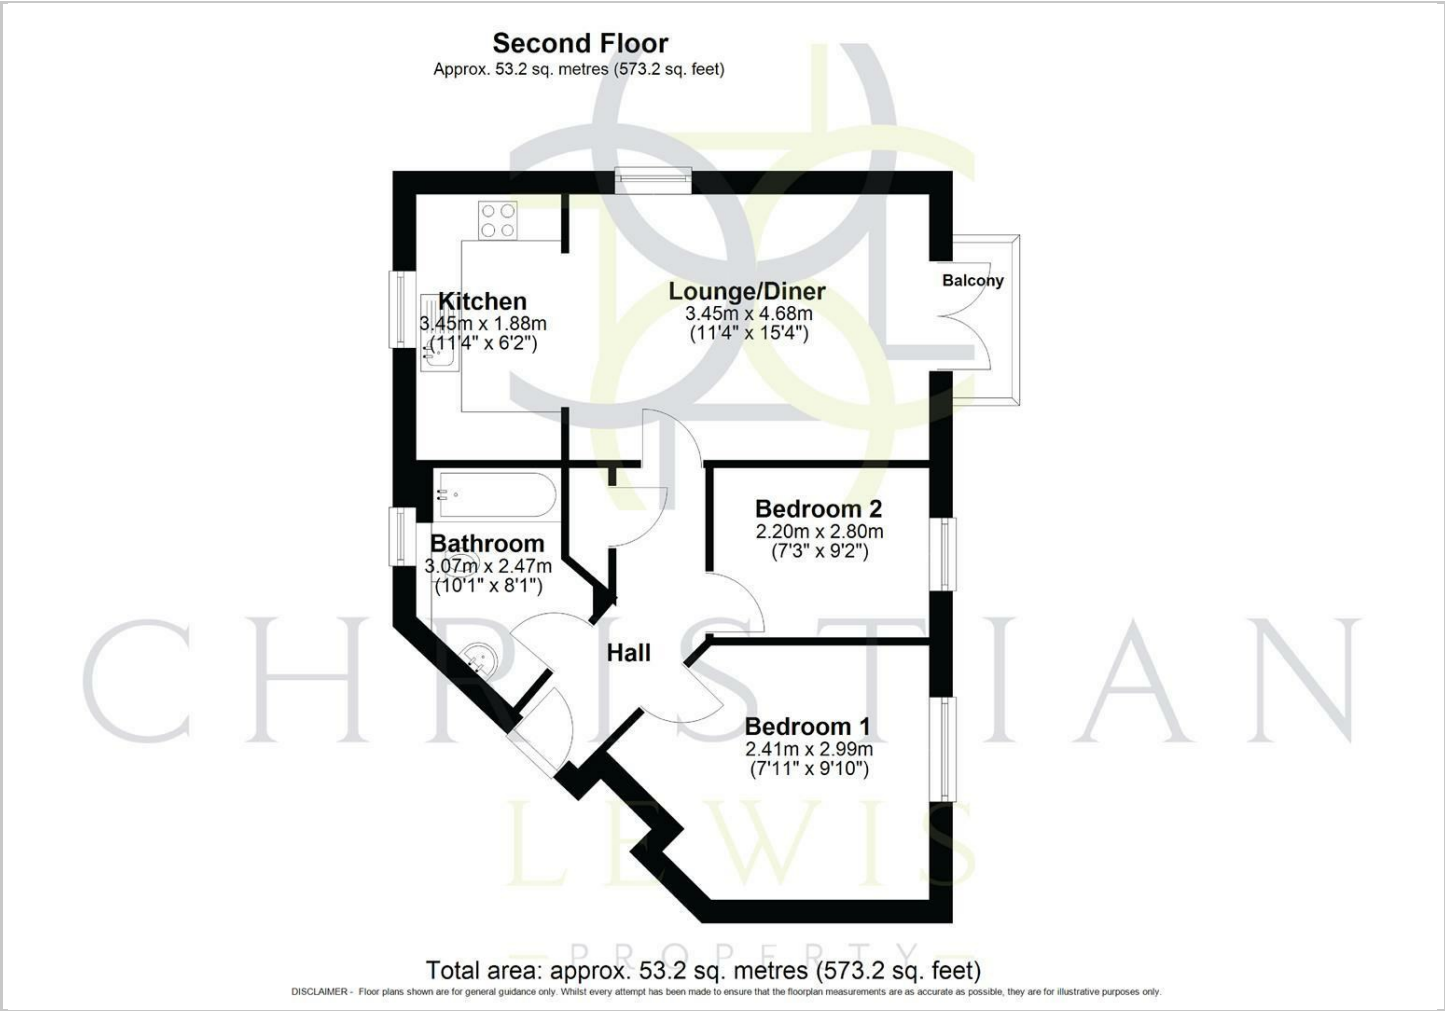 Second Floor
Approx. 53.2 sq. metres (573.2 sq. feet)
Balcony
Kitchen
3.45m x 1.88m
(11'4" x 6'2")
Lounge/Diner
3.45m x 4.68m
(11'4" x 15'4")
Bedroom 2
2.20m x 2.80m
(7'3" x 9'2")
Bathroom
3.07m x 2.47m
(10'1" x 8'1")
Hall
Bedroom 1
2.41m x 2.99m
(7'11" x 9'10")
CHRISTIAN
LEWIS
PROPERTY
Total area: approx. 53.2 sq. metres (573.2 sq. feet)
DISCLAIMER - Floor plans shown are for general guidance only. Whilst every attempt has been made to ensure that the floorplan measurements are as accurate as possible, they are for illustrative purposes only.